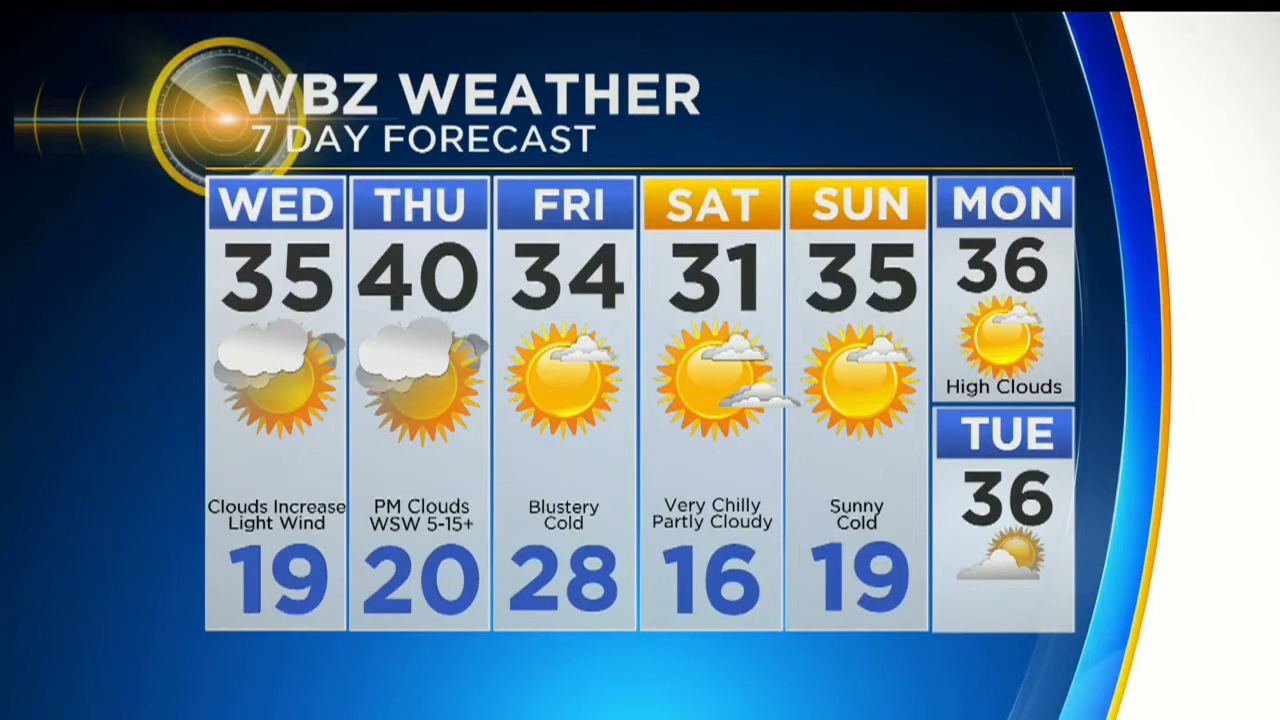 WBZ WEATHER
7 DAY FORECAST
WED
35
Clouds Increase
Light Wind
19
THU
40
PM Clouds
WSW 5-15+
20
FRI
34
Blustery
Cold
28
SAT
31
Very Chilly
Partly Cloudy
16
SUN
35
Sunny
Cold
19
MON
36
High Clouds
TUE
36